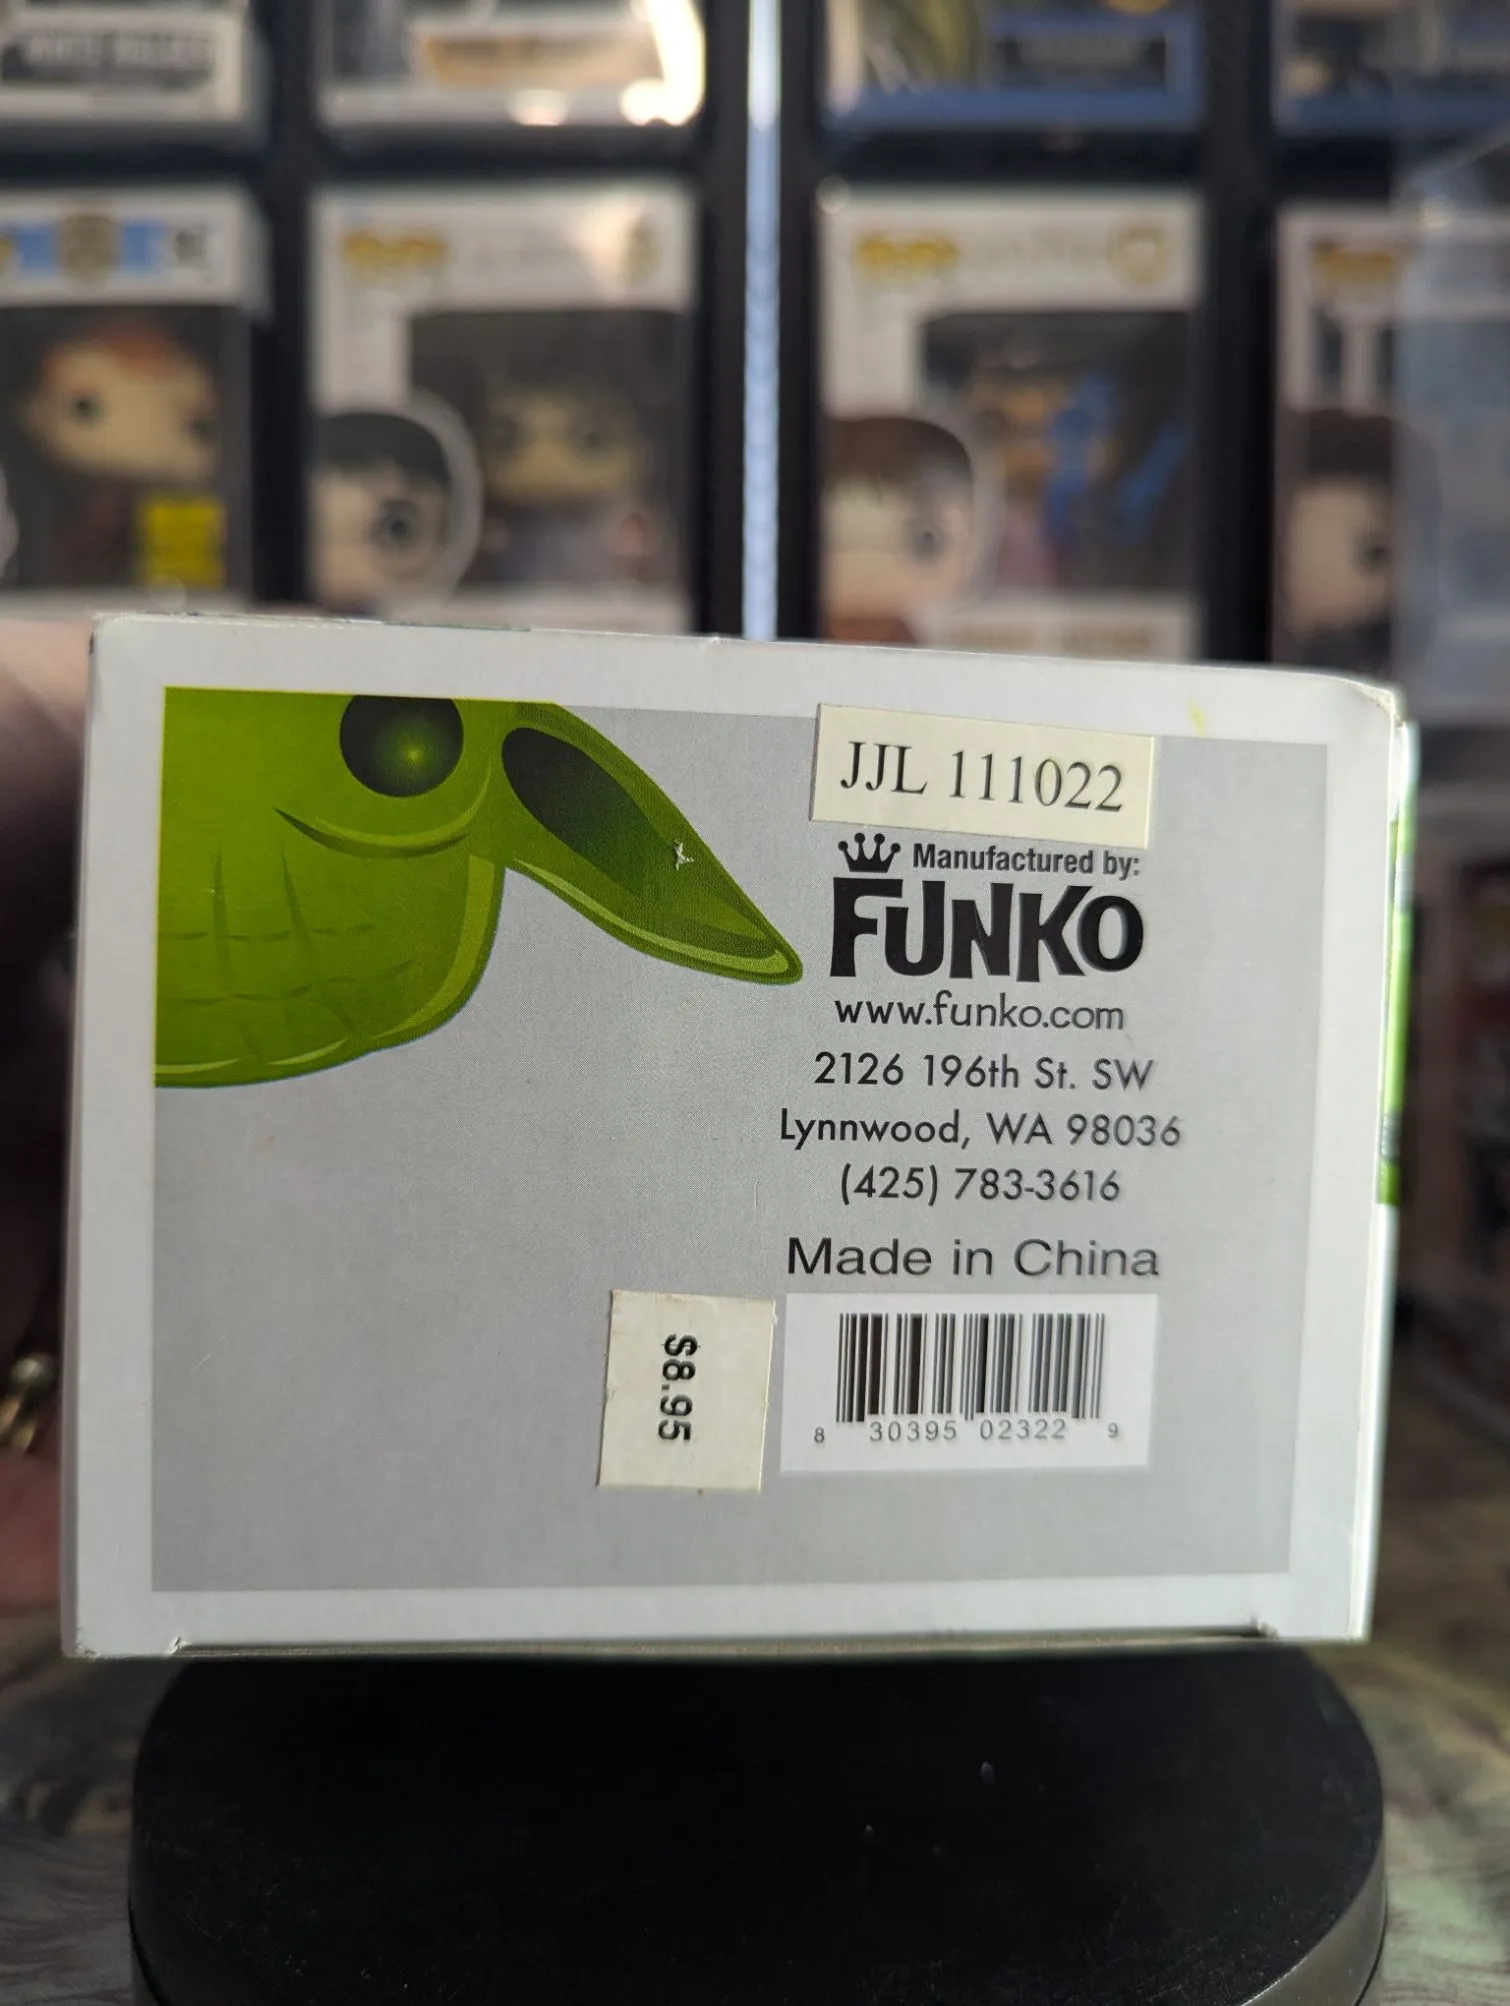 JJL 111022
Manufactured by:
FUNKO
www.funko.com
2126 196th St. SW
Lynnwood, WA 98036
(425) 783-3616
Made in China
$8.95
8 30395 02322 9